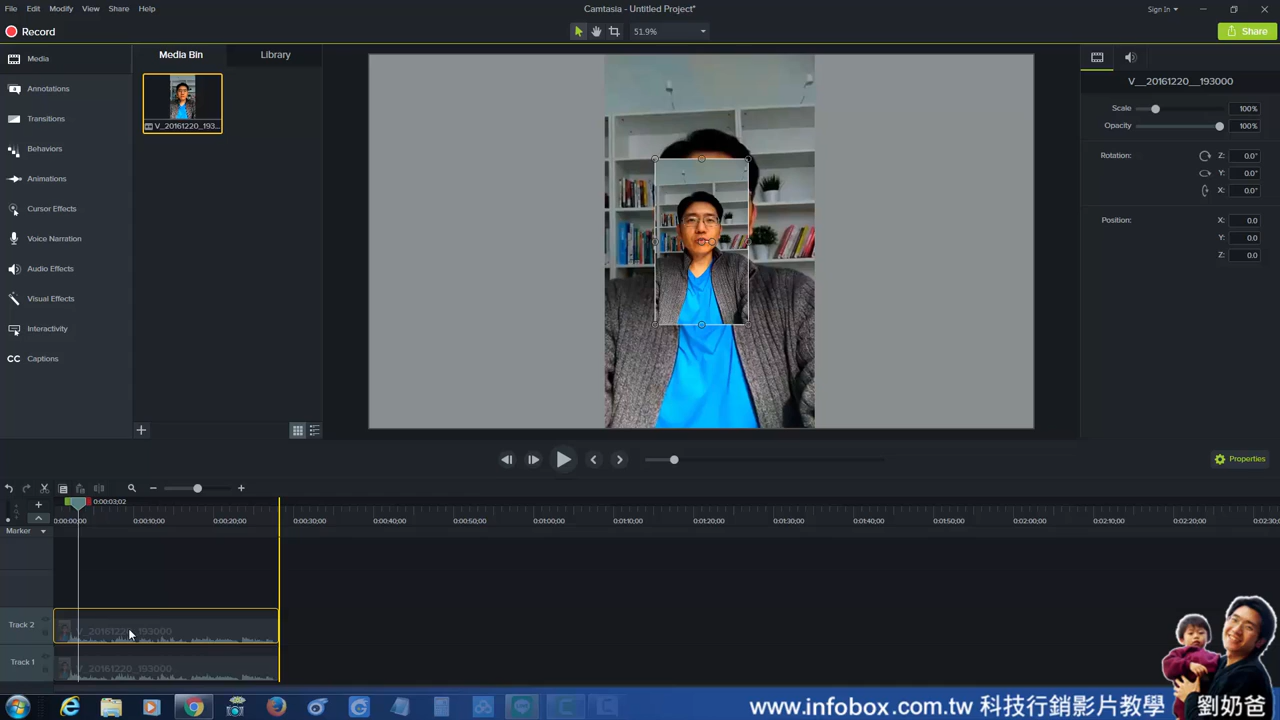 File Edit Modify View Share Help
Camtasia - Untitled Project*
Sign In
Record
51.9%
Share
Media
Annotations
Transitions
Behaviors
Animations
Cursor Effects
Voice Narration
Audio Effects
Visual Effects
Interactivity
CC Captions
Media Bin
Library
V_20161220_193...
V__20161220__193000
Scale 100%
Opacity 100%
Rotation: Z: 0.0°
Y: 0.0°
X: 0.0°
Position: X: 0.0
Y: 0.0
Z: 0.0
Properties
0:00:03;02
0:00:00;00 0:00:10;00 0:00:20;00 0:00:30;00 0:00:40;00 0:00:50;00 0:01:00;00 0:01:10;00 0:01:20;00 0:01:30;00 0:01:40;00 0:01:50;00 0:02:00;00 0:02:10;00 0:02:20;00 0:02:30;0
Marker
Track 2
V_20161220_193000
Track 1
V_20161220_193000
www.infobox.com.tw 科技行銷影片教學 劉奶爸